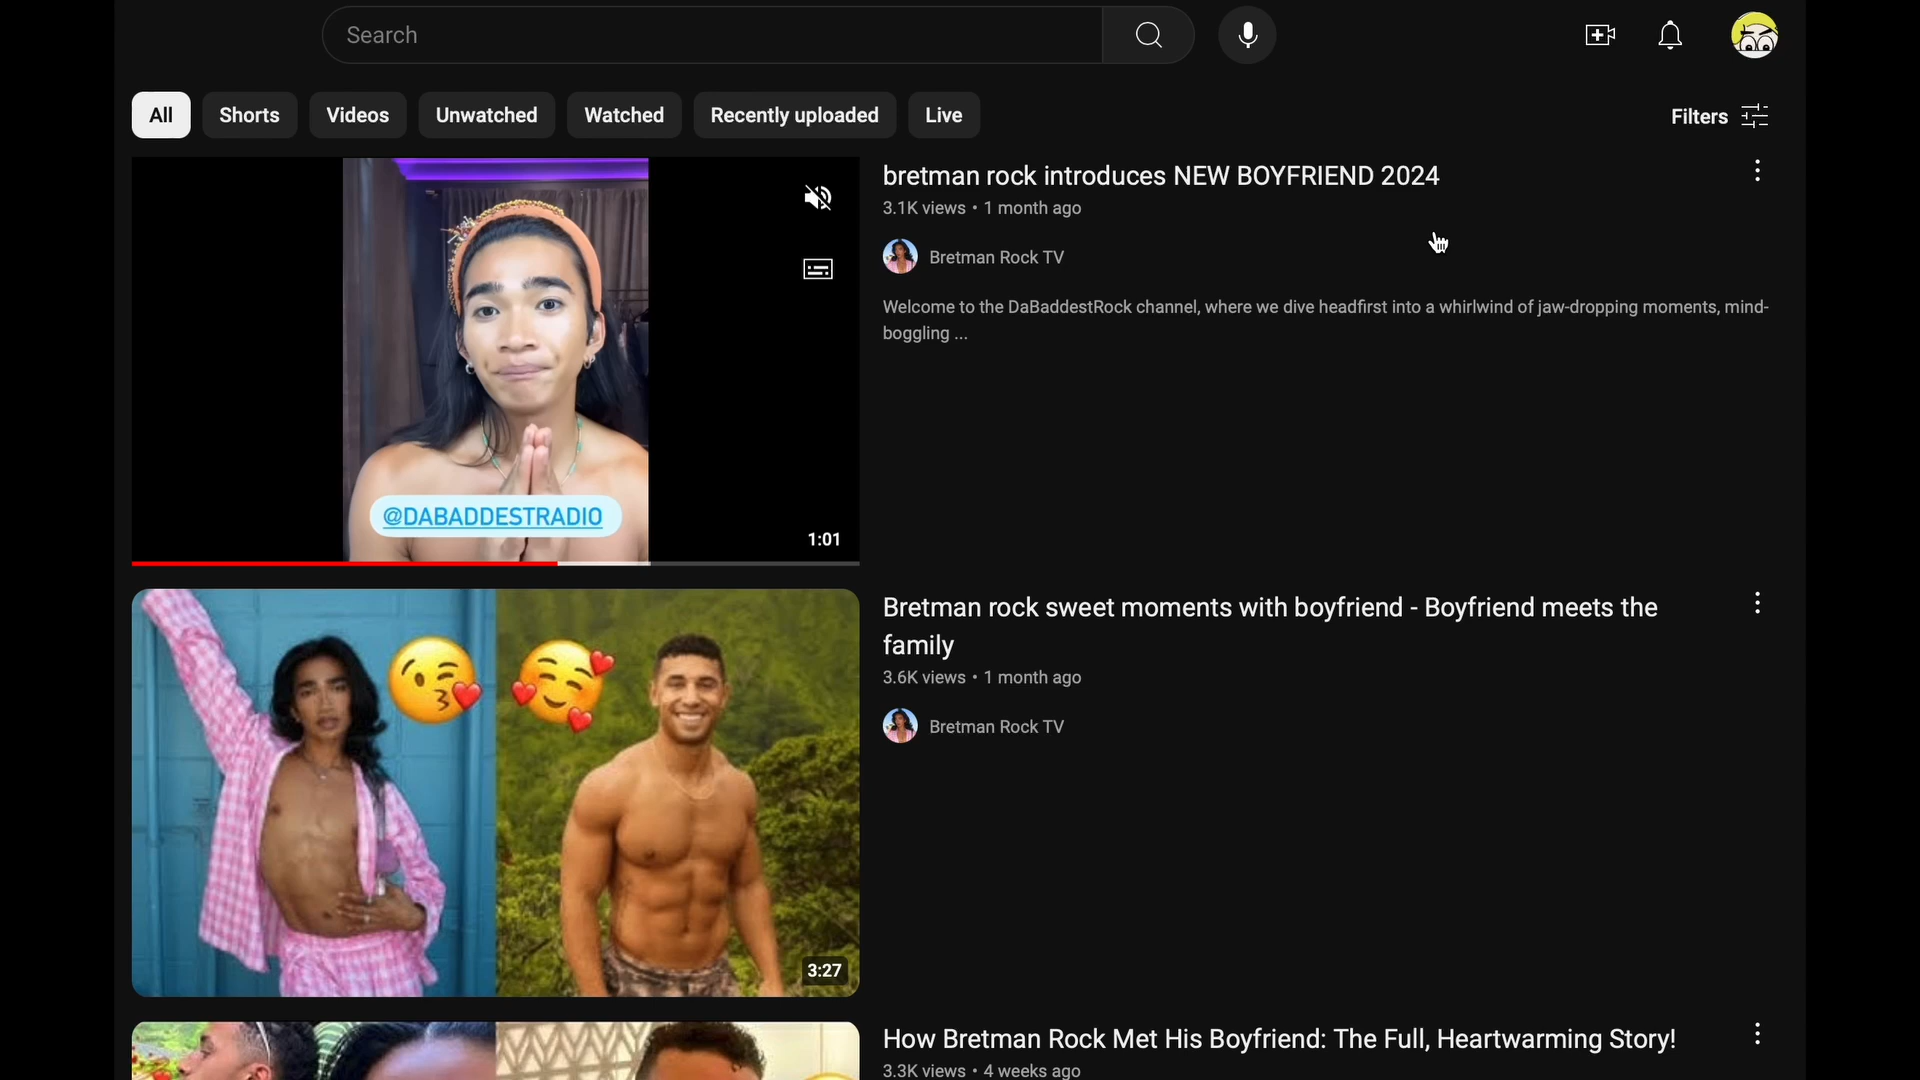 Search
All
Shorts
Videos
Unwatched
Watched
Recently uploaded
Live
Filters
@DABADDESTRADIO
1:01
bretman rock introduces NEW BOYFRIEND 2024
3.1K views • 1 month ago
Bretman Rock TV
Welcome to the DaBaddestRock channel, where we dive headfirst into a whirlwind of jaw-dropping moments, mind-
boggling ...
3:27
Bretman rock sweet moments with boyfriend - Boyfriend meets the
family
3.6K views • 1 month ago
Bretman Rock TV
How Bretman Rock Met His Boyfriend: The Full, Heartwarming Story!
3.3K views • 4 weeks ago